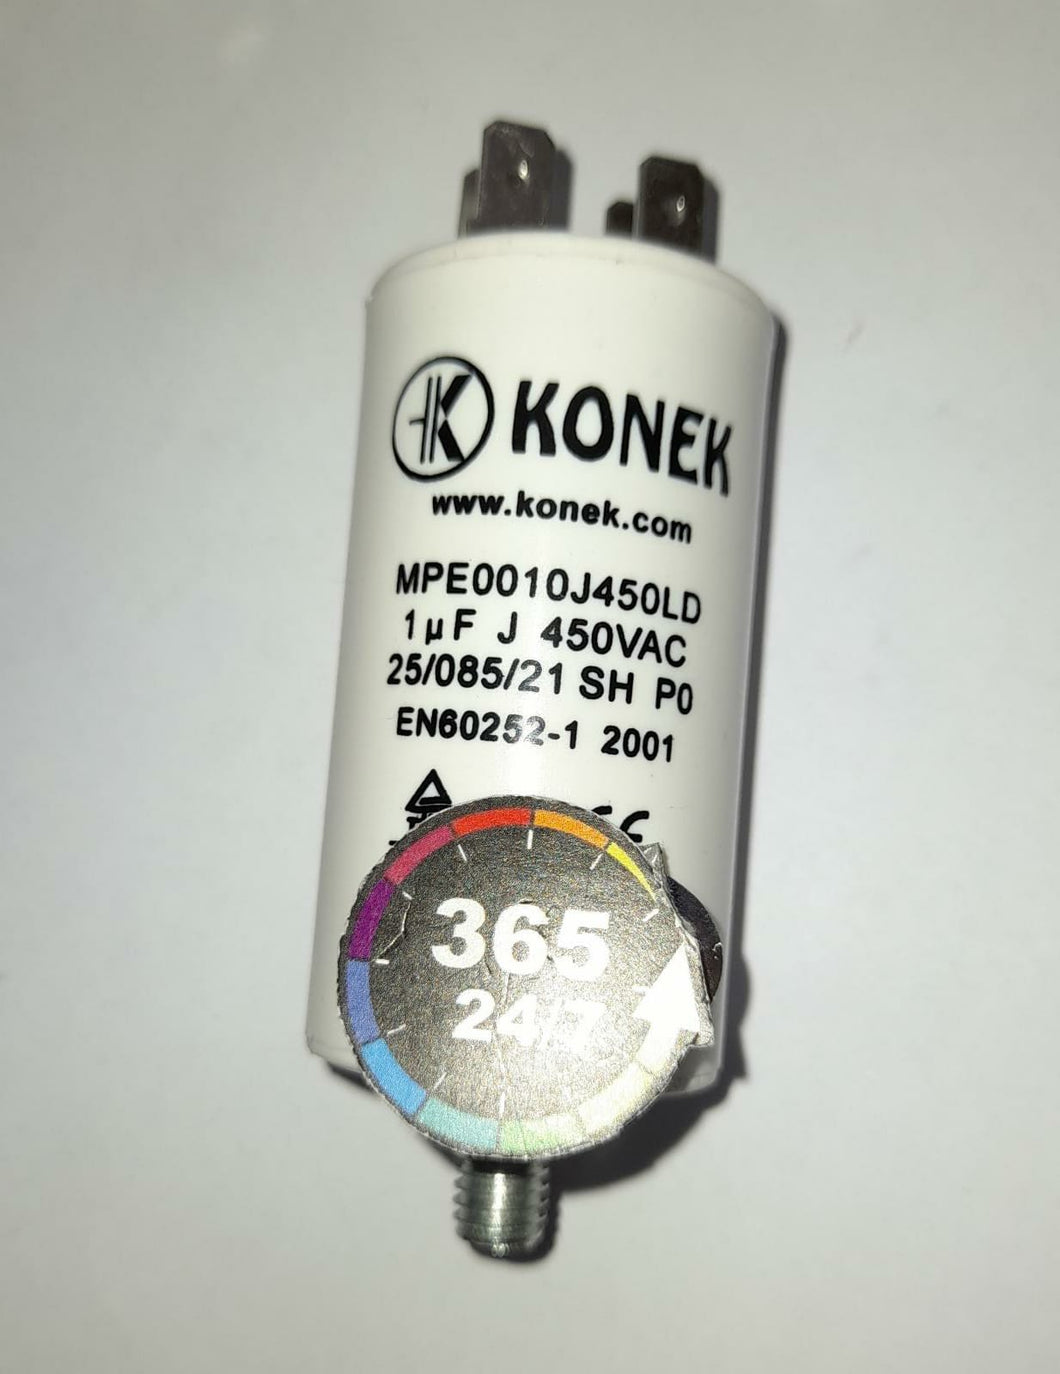 KONEK
www.konek.com
MPE0010J450LD
1µF J 450VAC
25/085/21 SH P0
EN60252-1 2001
365
24/7